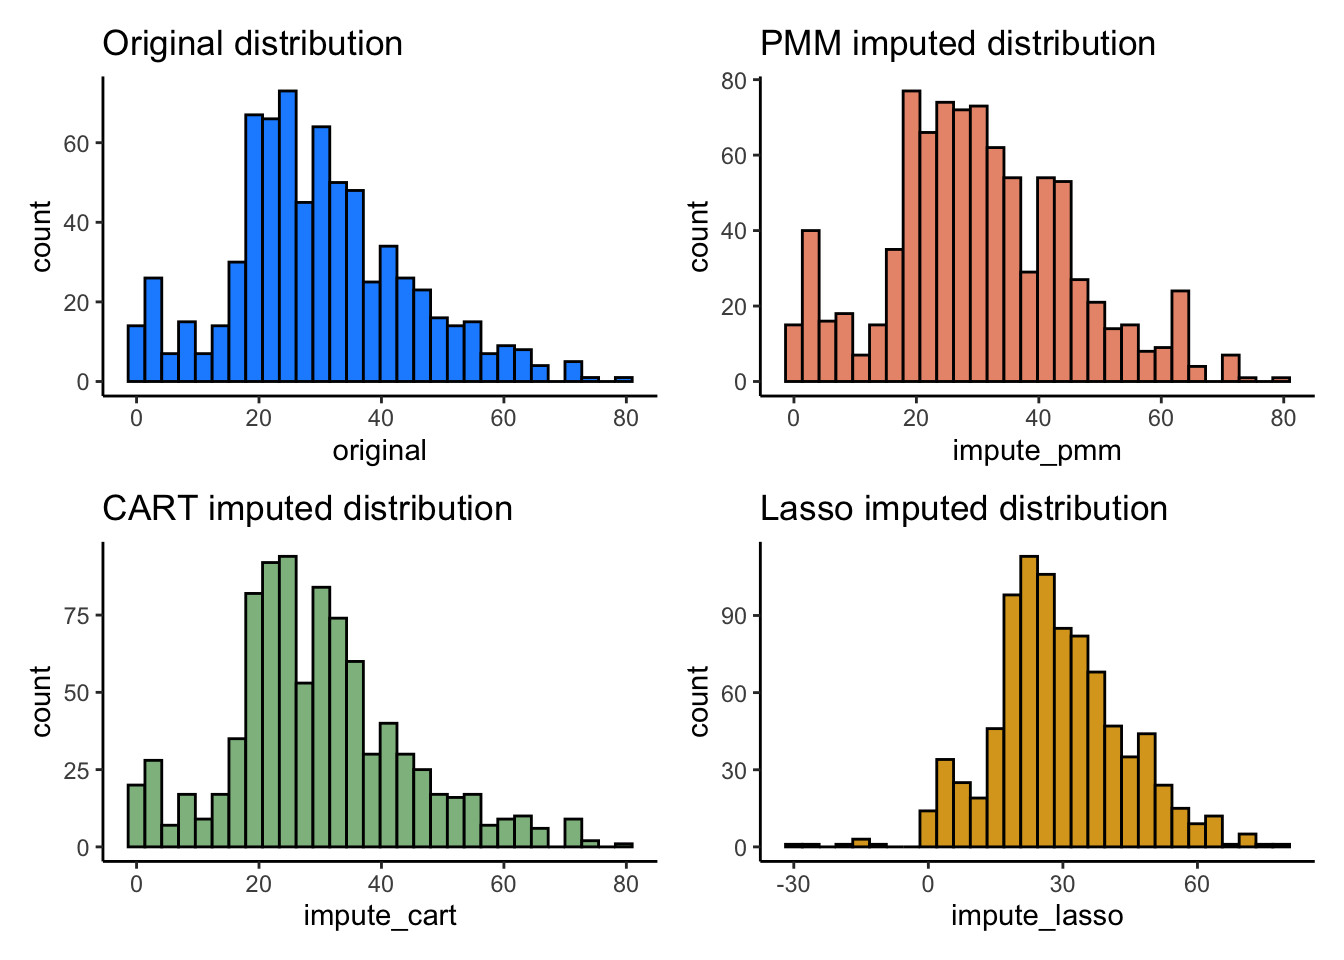 Original distribution
count
60
40
20
0
0 20 40 60 80
original
PMM imputed distribution
count
80
60
40
20
0
0 20 40 60 80
impute_pmm
CART imputed distribution
count
75
50
25
0
0 20 40 60 80
impute_cart
Lasso imputed distribution
count
90
60
30
0
-30 0 30 60
impute_lasso